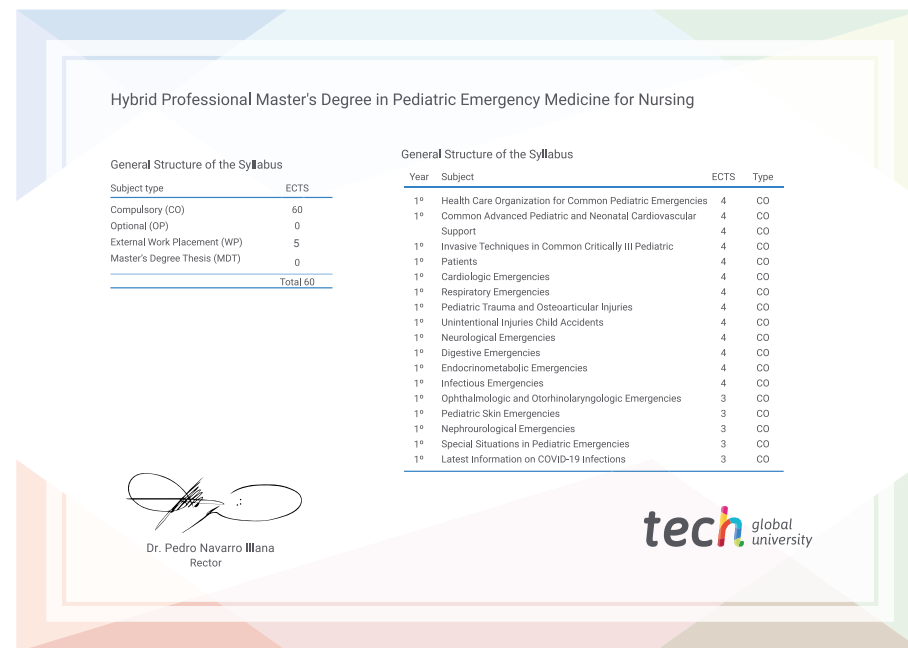 Hybrid Professional Master's Degree in Pediatric Emergency Medicine for Nursing
General Structure of the Syllabus
Subject type ECTS
Compulsory (CO) 60
Optional (OP) 0
External Work Placement (WP) 5
Master's Degree Thesis (MDT) 0
Total 60
General Structure of the Syllabus
Year Subject ECTS Type
1º Health Care Organization for Common Pediatric Emergencies 4 CO
1º Common Advanced Pediatric and Neonatal Cardiovascular 4 CO
Support 4 CO
1º Invasive Techniques in Common Critically III Pediatric 4 CO
1º Patients 4 CO
1º Cardiologic Emergencies 4 CO
1º Respiratory Emergencies 4 CO
1º Pediatric Trauma and Osteoarticular Injuries 4 CO
1º Unintentional Injuries Child Accidents 4 CO
1º Neurological Emergencies 4 CO
1º Digestive Emergencies 4 CO
1º Endocrinometabolic Emergencies 4 CO
1º Infectious Emergencies 4 CO
1º Ophthalmologic and Otorhinolaryngologic Emergencies 3 CO
1º Pediatric Skin Emergencies 3 CO
1º Nephrourological Emergencies 3 CO
1º Special Situations in Pediatric Emergencies 3 CO
1º Latest Information on COVID-19 Infections 3 CO
Dr. Pedro Navarro Illana
Rector
tech global
university